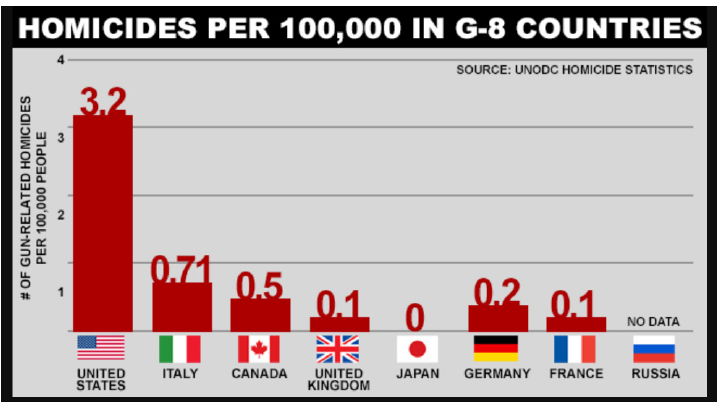 HOMICIDES PER 100,000 IN G-8 COUNTRIES
SOURCE: UNODC HOMICIDE STATISTICS
# OF GUN-RELATED HOMICIDES
PER 100,000 PEOPLE
4
3
2
1
3.2
0.71
0.5
0.1
0
0.2
0.1
NO DATA
UNITED
STATES
ITALY
CANADA
UNITED
KINGDOM
JAPAN
GERMANY
FRANCE
RUSSIA